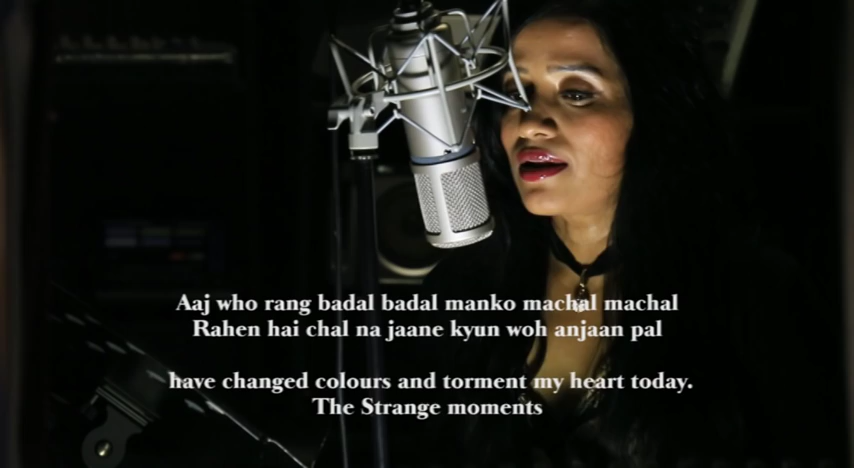 Aaj who rang badal badal manko machal machal
Rahen hai chal na jaane kyun woh anjaan pal
have changed colours and torment my heart today.
The Strange moments